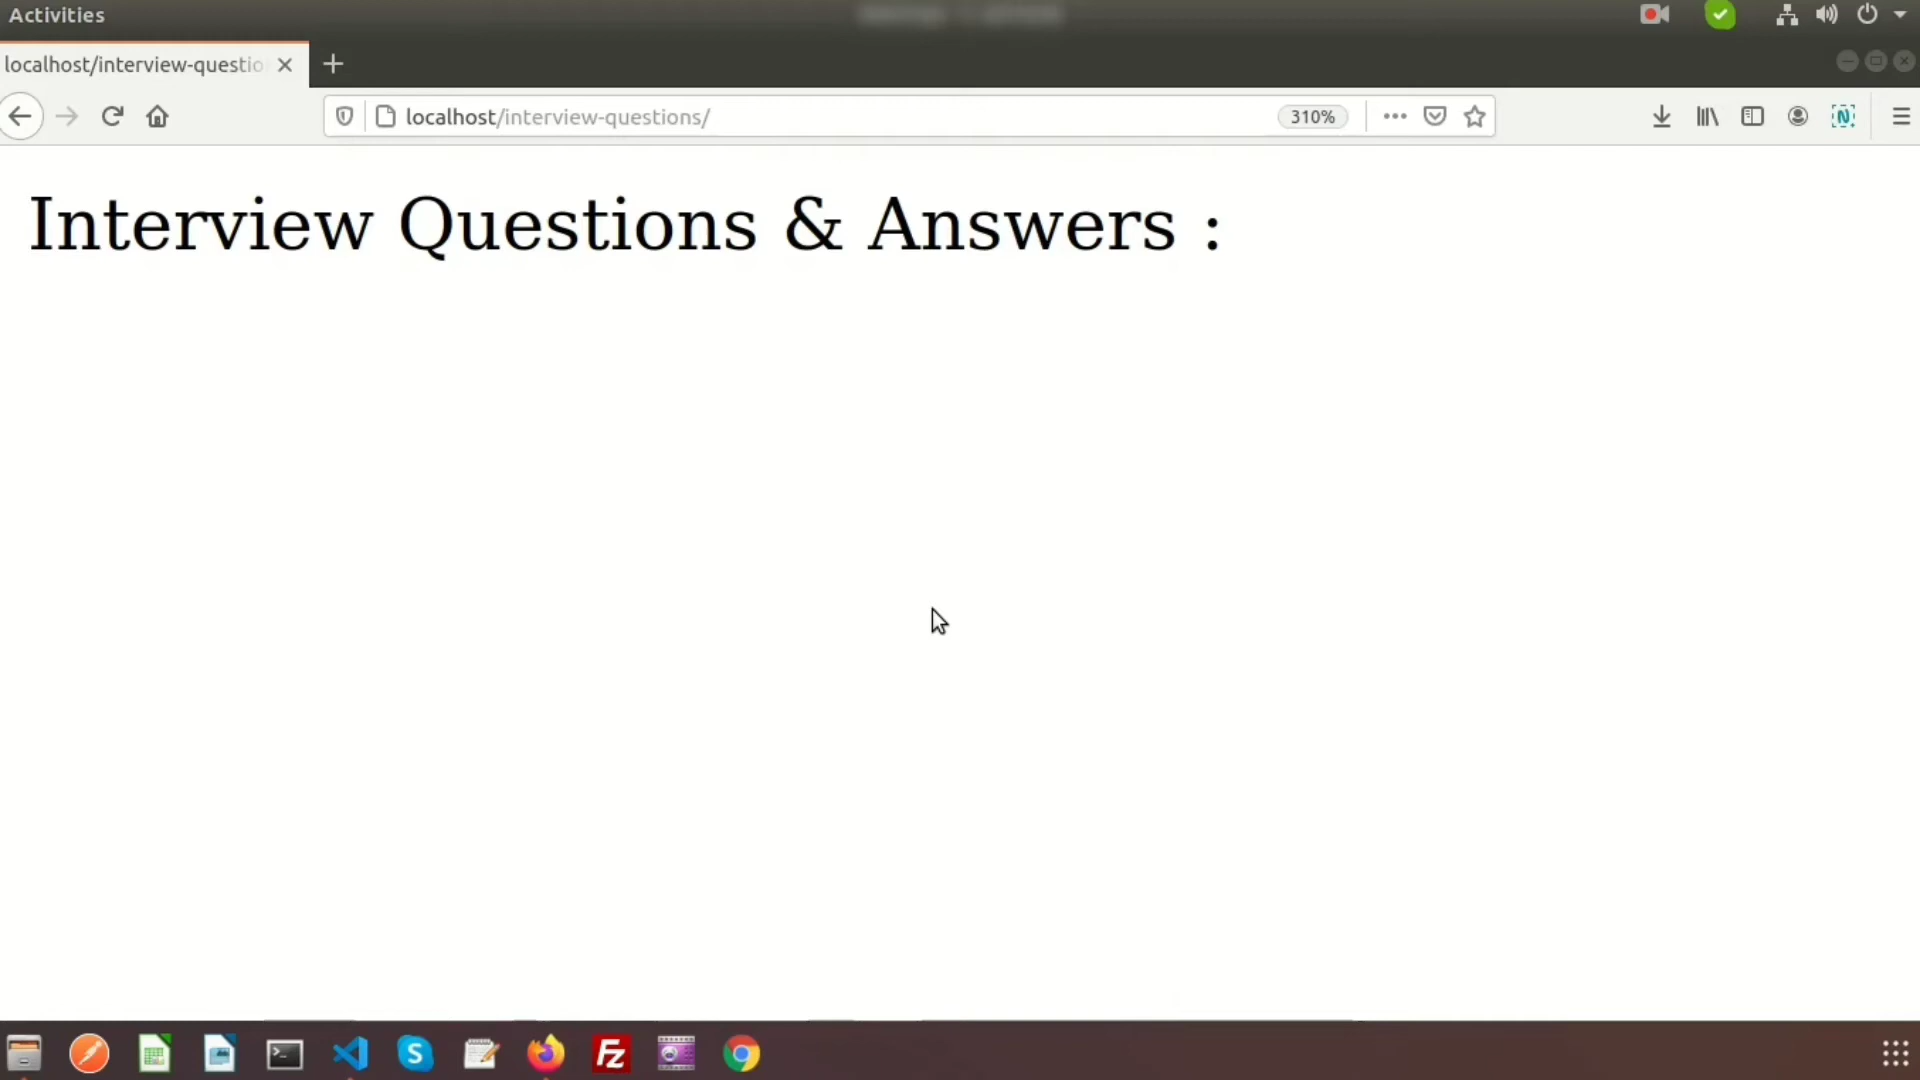 Activities
localhost/interview-questio
localhost/interview-questions/
310%
Interview Questions & Answers :